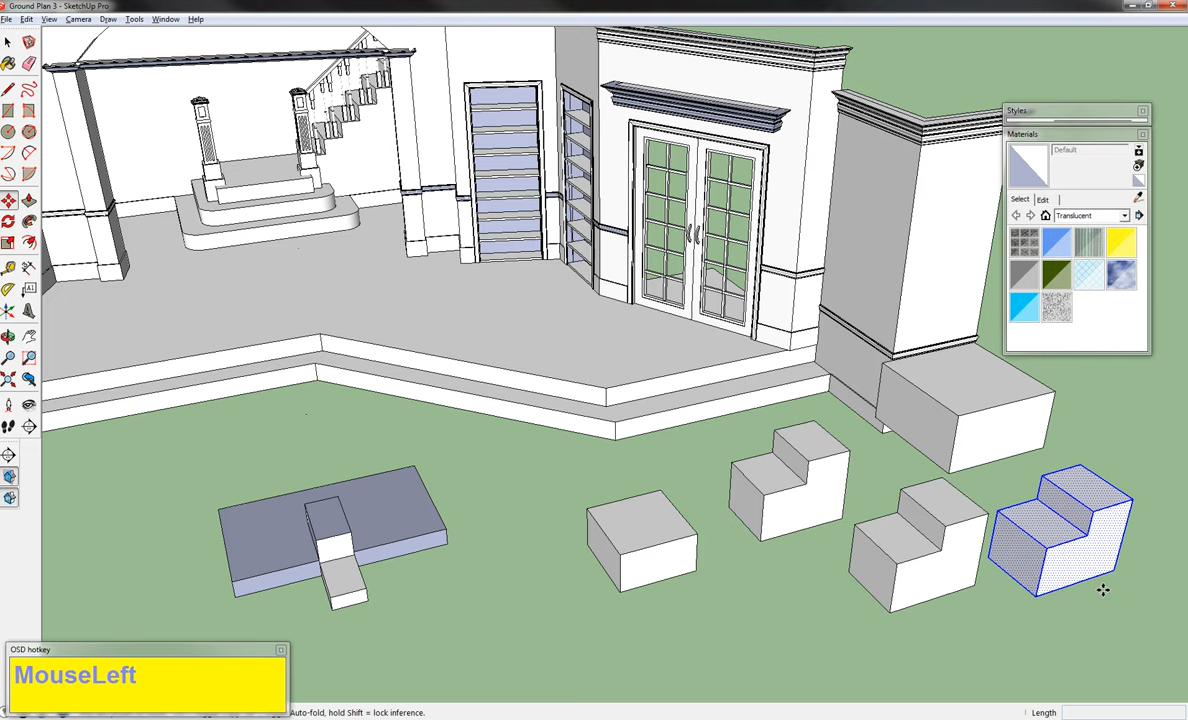 Ground Plan 3 - SketchUp Pro
File Edit View Camera Draw Tools Window Help
Styles
Materials
Default
Select Edit
Translucent
OSD hotkey
MouseLeft
Auto-fold, hold Shift = lock inference.
Length